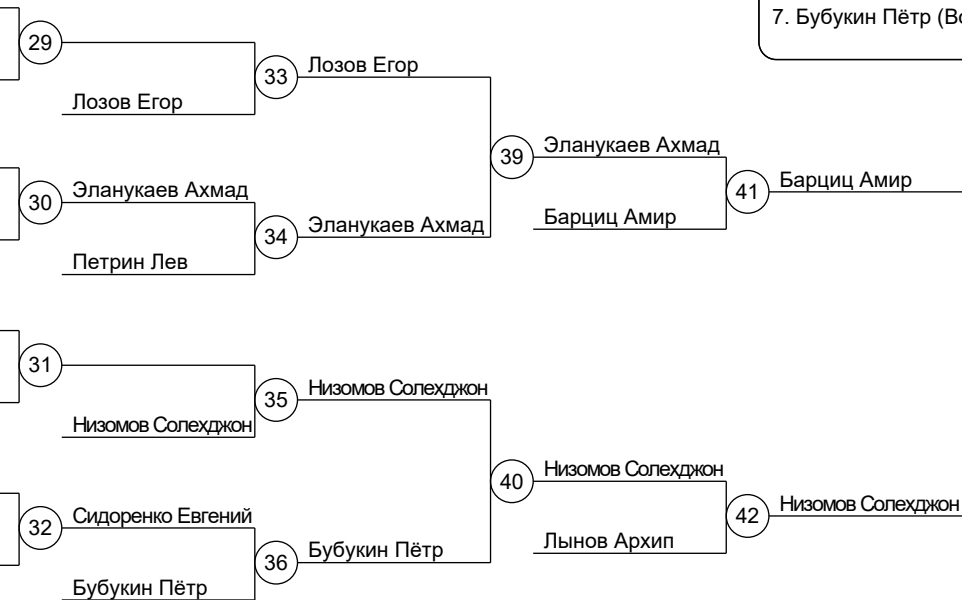 7. Бубукин Пётр (Во
29
Лозов Егор
33
Лозов Егор
30
Эланукаев Ахмад
Петрин Лев
34
Эланукаев Ахмад
39
Эланукаев Ахмад
Барциц Амир
41
Барциц Амир
31
Низомов Солехджон
35
Низомов Солехджон
32
Сидоренко Евгений
Бубукин Пётр
36
Бубукин Пётр
40
Низомов Солехджон
Лынов Архип
42
Низомов Солехджон